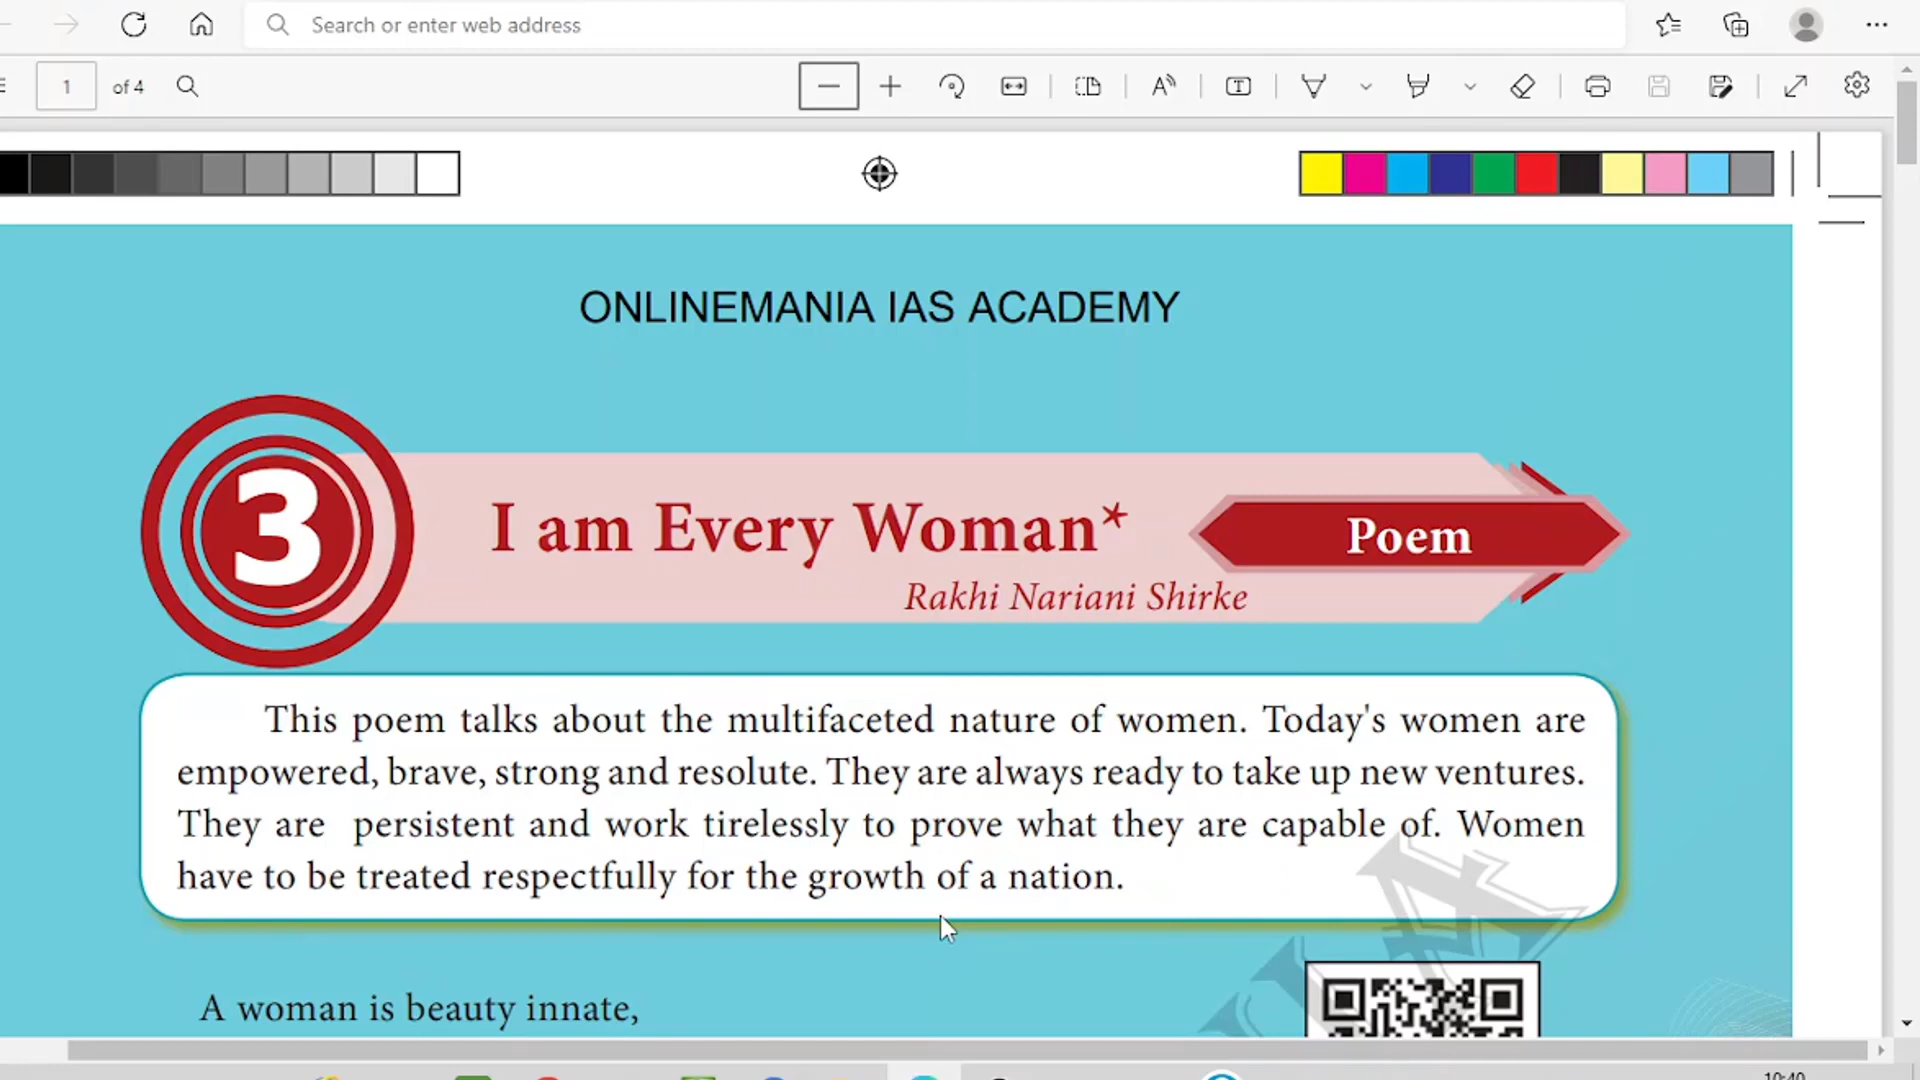 Search or enter web address
1 of 4
ONLINEMANIA IAS ACADEMY
3
I am Every Woman*
Poem
Rakhi Nariani Shirke
This poem talks about the multifaceted nature of women. Today's women are
empowered, brave, strong and resolute. They are always ready to take up new ventures.
They are persistent and work tirelessly to prove what they are capable of. Women
have to be treated respectfully for the growth of a nation.
A woman is beauty innate,